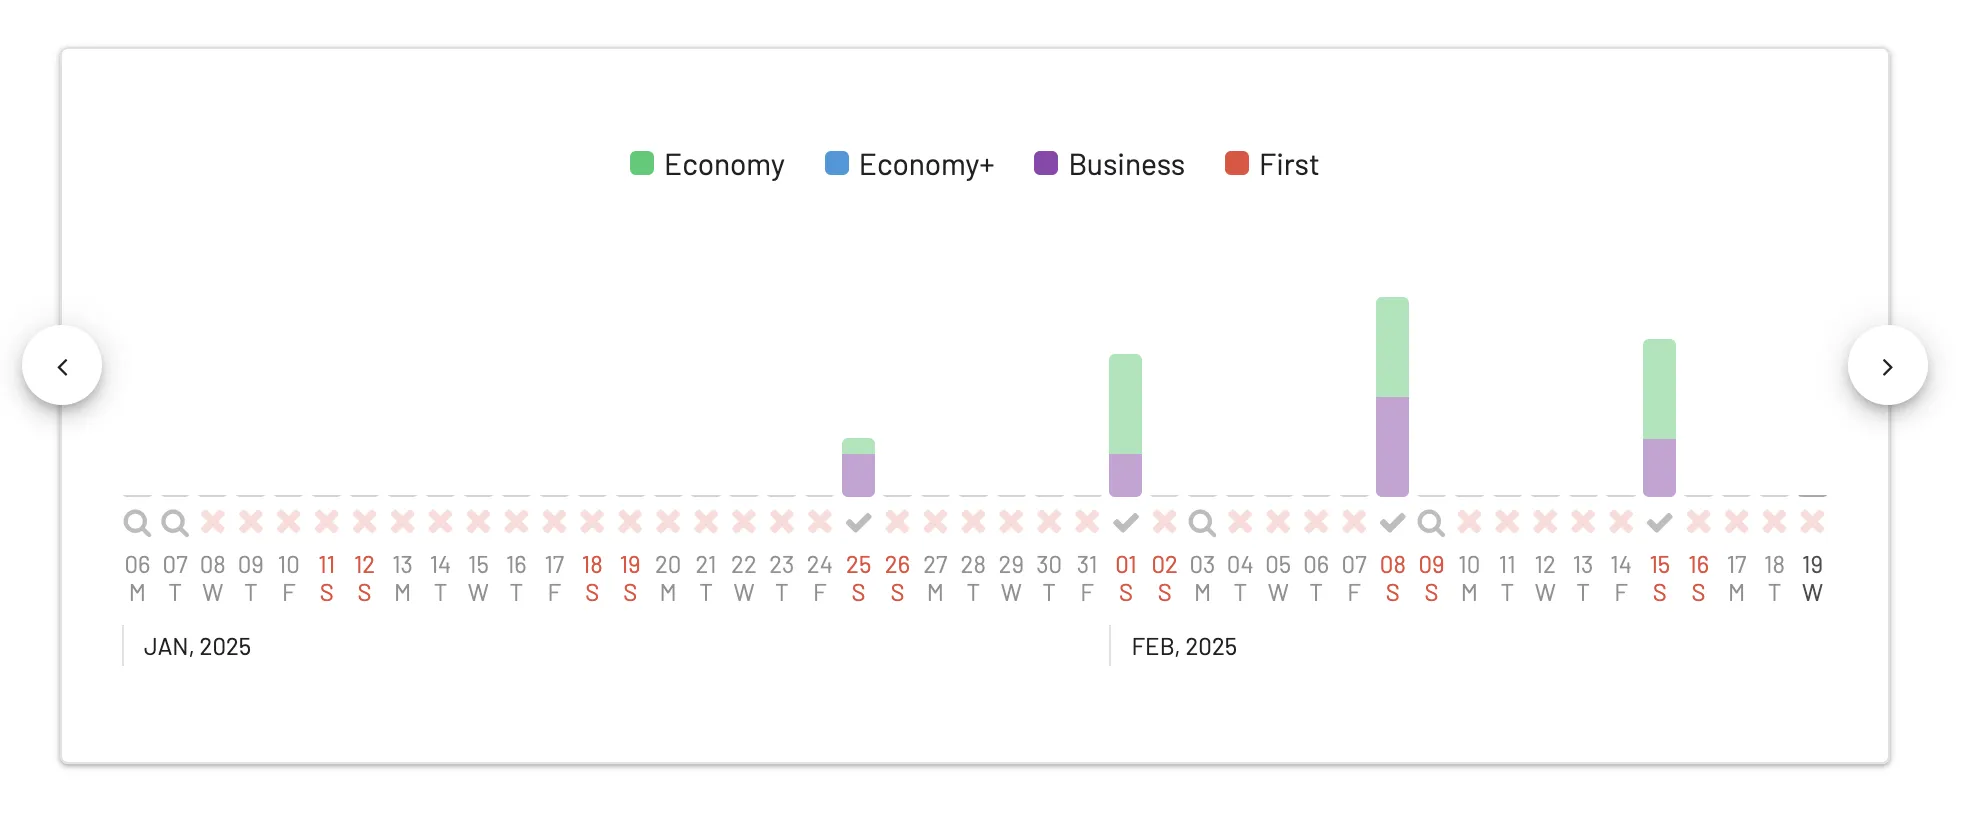 Economy Economy+ Business First
06 07 08 09 10 11 12 13 14 15 16 17 18 19 20 21 22 23 24 25 26 27 28 29 30 31 01 02 03 04 05 06 07 08 09 10 11 12 13 14 15 16 17 18 19
M T W T F S S M T W T F S S M T W T F S S M T W T F S S M T W T F S S M T W T F S S M T W
JAN, 2025 FEB, 2025